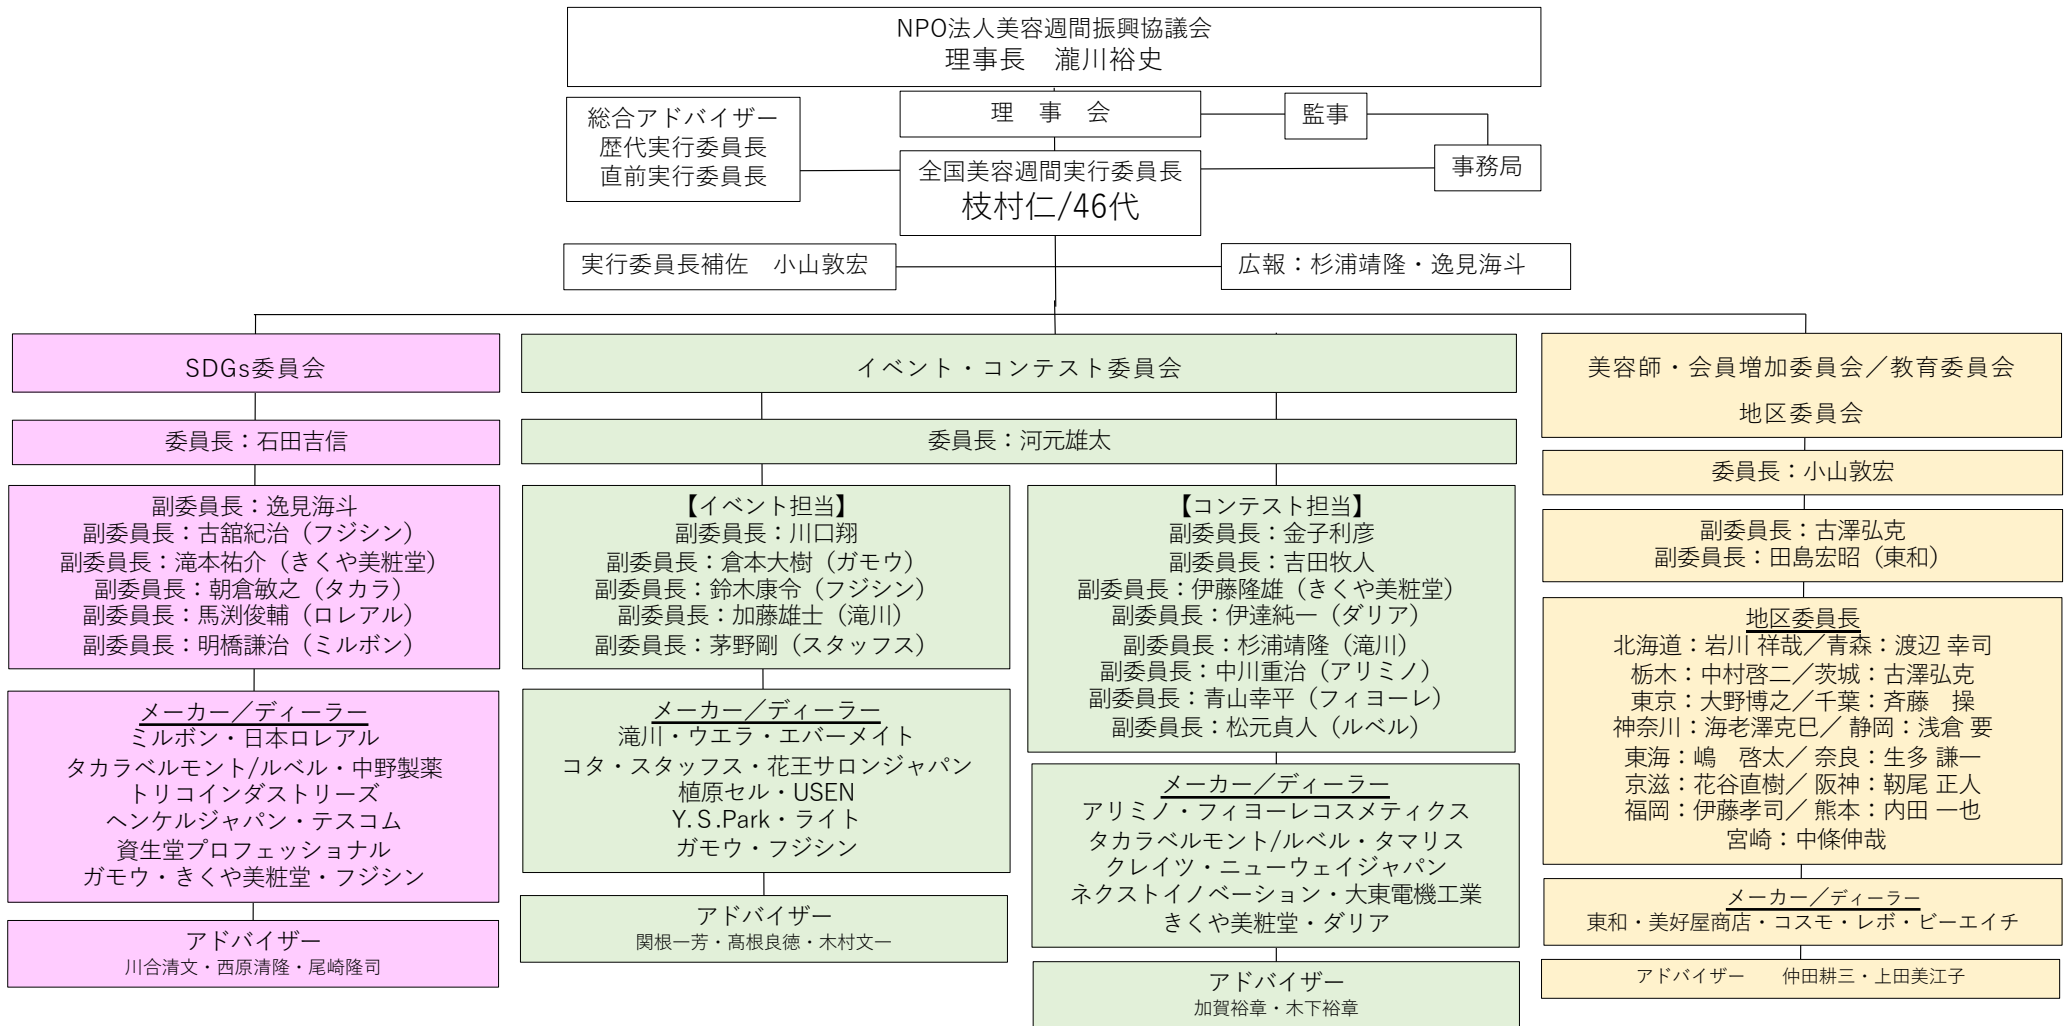 NPO法人美容週間振興協議会
理事長　瀧川裕史
総合アドバイザー
歴代実行委員長
直前実行委員長
理　事　会
監事
事務局
全国美容週間実行委員長
枝村仁/46代
実行委員長補佐　小山敦宏
広報：杉浦靖隆・逸見海斗
SDGs委員会
委員長：石田吉信
副委員長：逸見海斗
副委員長：古舘紀治（フジシン）
副委員長：滝本祐介（きくや美粧堂）
副委員長：朝倉敏之（タカラ）
副委員長：馬渕俊輔（ロレアル）
副委員長：明橋謙治（ミルボン）
メーカー／ディーラー
ミルボン・日本ロレアル
タカラベルモント/ルベル・中野製薬
トリコインダストリーズ
ヘンケルジャパン・テスコム
資生堂プロフェッショナル
ガモウ・きくや美粧堂・フジシン
アドバイザー
川合清文・西原清隆・尾崎隆司
イベント・コンテスト委員会
委員長：河元雄太
【イベント担当】
副委員長：川口翔
副委員長：倉本大樹（ガモウ）
副委員長：鈴木康令（フジシン）
副委員長：加藤雄士（滝川）
副委員長：茅野剛（スタッフス）
メーカー／ディーラー
滝川・ウエラ・エバーメイト
コタ・スタッフス・花王サロンジャパン
植原セル・USEN
Y.S.Park・ライト
ガモウ・フジシン
アドバイザー
関根一芳・髙根良徳・木村文一
【コンテスト担当】
副委員長：金子利彦
副委員長：吉田牧人
副委員長：伊藤隆雄（きくや美粧堂）
副委員長：伊達純一（ダリア）
副委員長：杉浦靖隆（滝川）
副委員長：中川重治（アリミノ）
副委員長：青山幸平（フィヨーレ）
副委員長：松元貞人（ルベル）
メーカー／ディーラー
アリミノ・フィヨーレコスメティクス
タカラベルモント/ルベル・タマリス
クレイツ・ニューウェイジャパン
ネクストイノベーション・大東電機工業
きくや美粧堂・ダリア
アドバイザー
加賀裕章・木下裕章
美容師・会員増加委員会／教育委員会
地区委員会
委員長：小山敦宏
副委員長：古澤弘克
副委員長：田島宏昭（東和）
地区委員長
北海道：岩川 祥哉／青森：渡辺 幸司
栃木：中村啓二／茨城：古澤弘克
東京：大野博之／千葉：斉藤　操
神奈川：海老澤克巳／ 静岡：浅倉 要
東海：嶋　啓太／ 奈良：生多 謙一
京滋：花谷直樹／ 阪神：靭尾 正人
福岡：伊藤孝司／ 熊本：内田 一也
宮崎：中條伸哉
メーカー／ディーラー
東和・美好屋商店・コスモ・レボ・ビーエイチ
アドバイザー　　仲田耕三・上田美江子